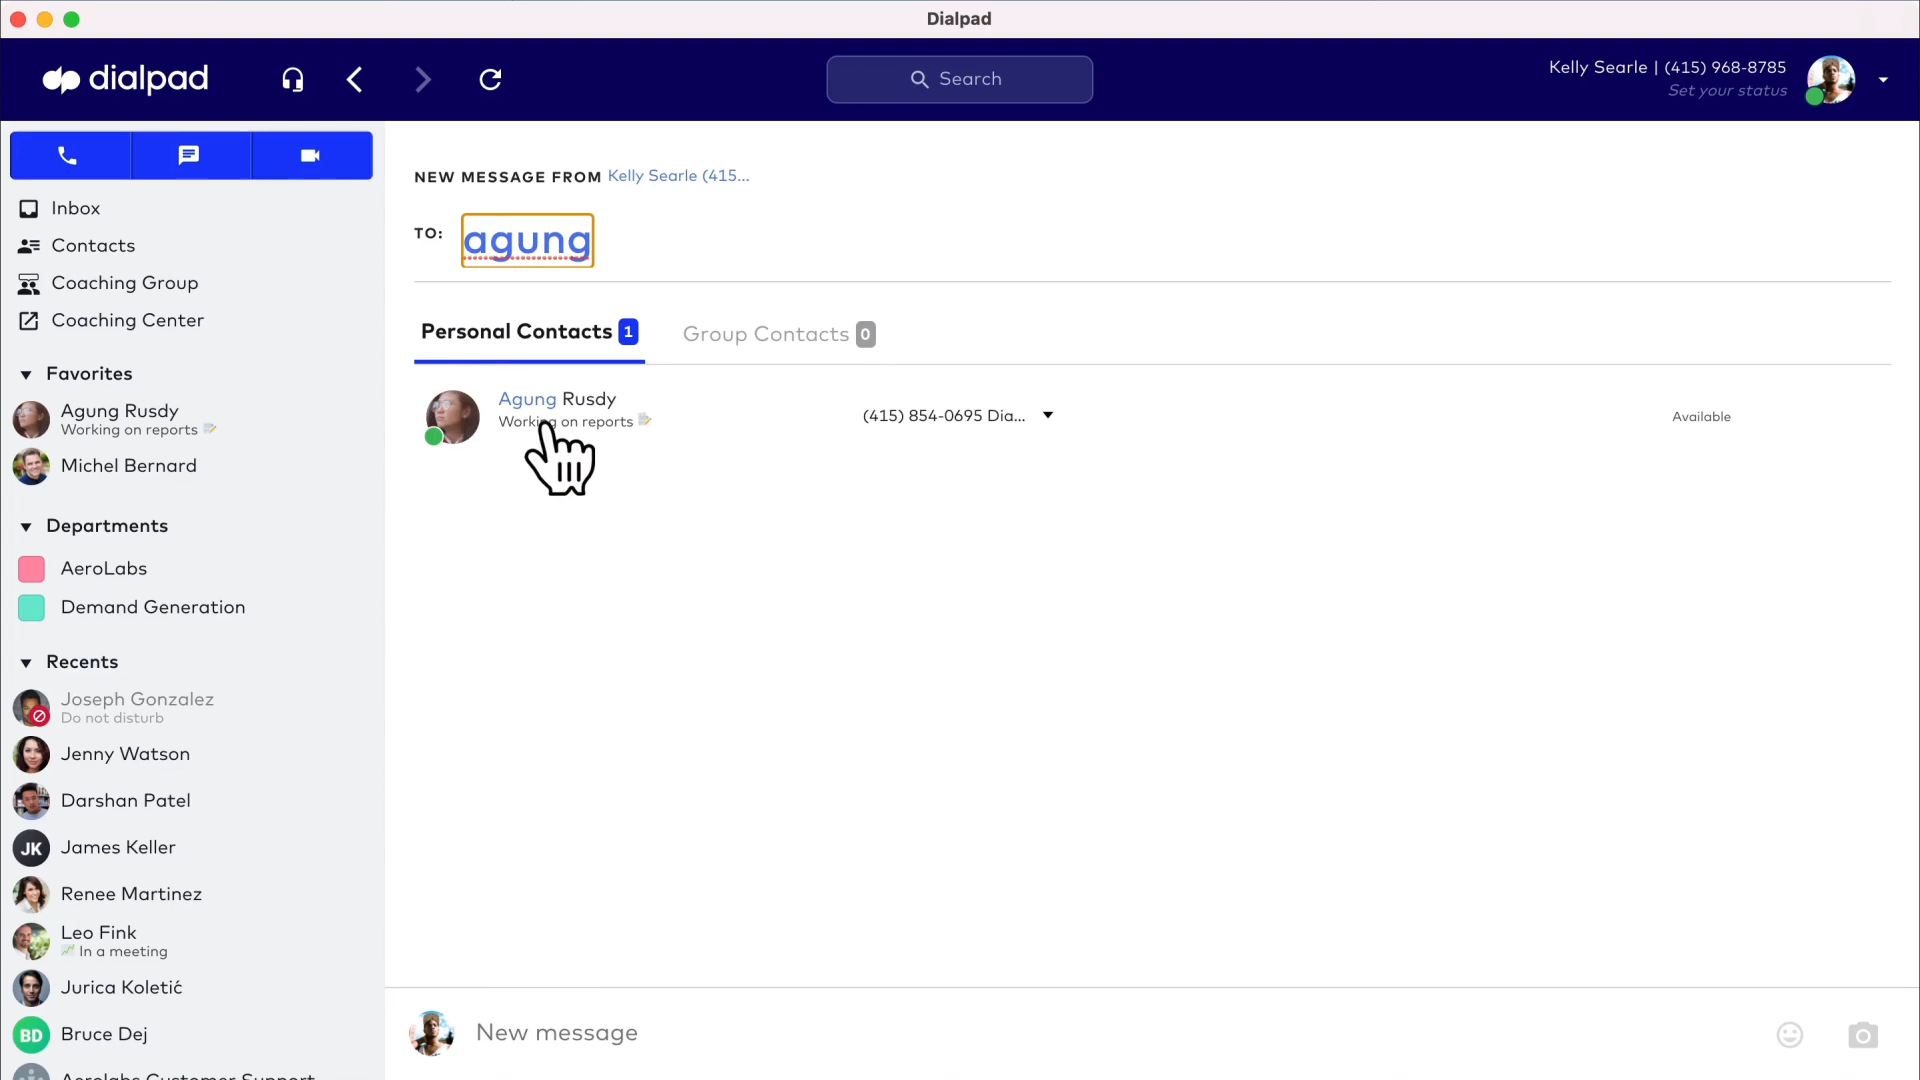 Dialpad
dialpad
Search
Kelly Searle | (415) 968-8785
Set your status
Inbox
Contacts
Coaching Group
Coaching Center
Favorites
Agung Rusdy
Working on reports
Michel Bernard
Departments
AeroLabs
Demand Generation
Recents
Joseph Gonzalez
Do not disturb
Jenny Watson
Darshan Patel
JK James Keller
Renee Martinez
Leo Fink
In a meeting
Jurica Koletić
BD Bruce Dej
Aerolabs Customer Support
NEW MESSAGE FROM Kelly Searle (415...
TO: agung
Personal Contacts 1 Group Contacts 0
Agung Rusdy
Working on reports
(415) 854-0695 Dia...
Available
New message